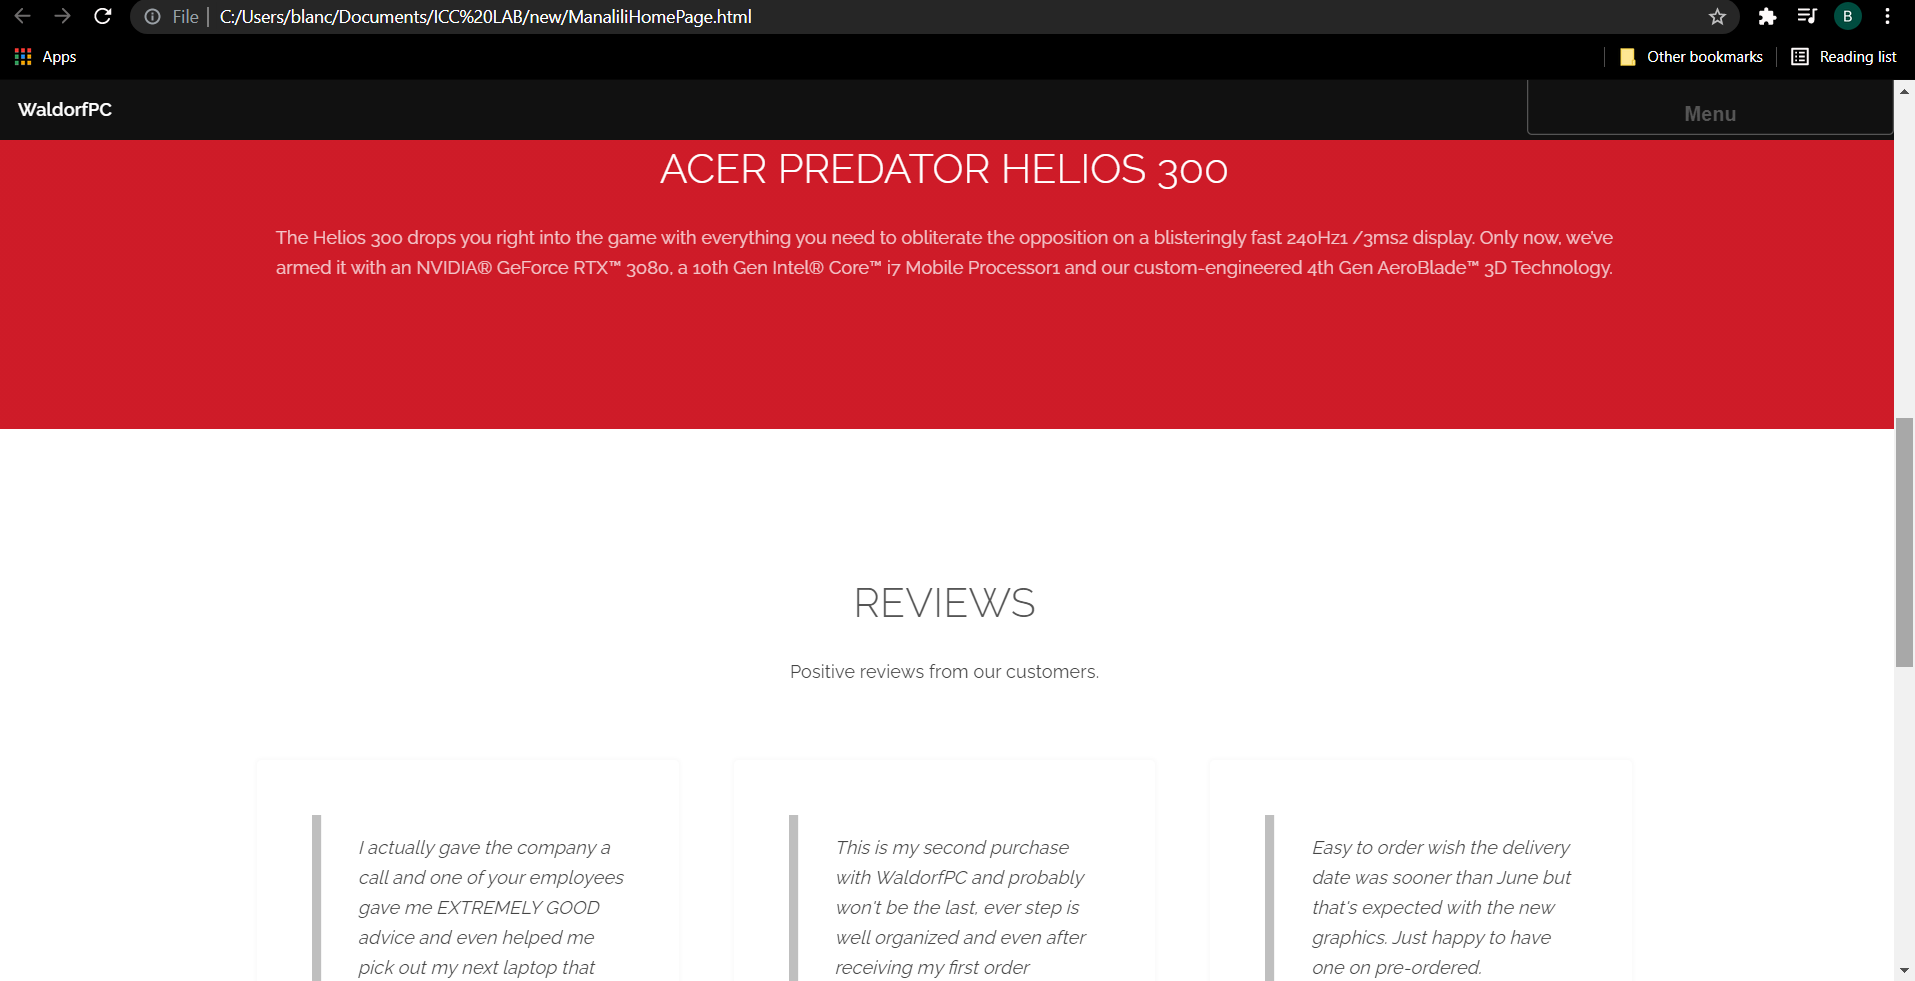 File | C:/Users/blanc/Documents/ICC%20LAB/new/ManaliliHomePage.html
B
Apps
Other bookmarks
Reading list
WaldorfPC
Menu
ACER PREDATOR HELIOS 300
The Helios 300 drops you right into the game with everything you need to obliterate the opposition on a blisteringly fast 240Hz1 /3ms2 display. Only now, we've
armed it with an NVIDIA® GeForce RTX™ 3080, a 10th Gen Intel® Core™ i7 Mobile Processor1 and our custom-engineered 4th Gen AeroBlade™ 3D Technology.
REVIEWS
Positive reviews from our customers.
I actually gave the company a
call and one of your employees
gave me EXTREMELY GOOD
advice and even helped me
pick out my next laptop that
This is my second purchase
with WaldorfPC and probably
won't be the last, ever step is
well organized and even after
receiving my first order
Easy to order wish the delivery
date was sooner than June but
that's expected with the new
graphics. Just happy to have
one on pre-ordered.